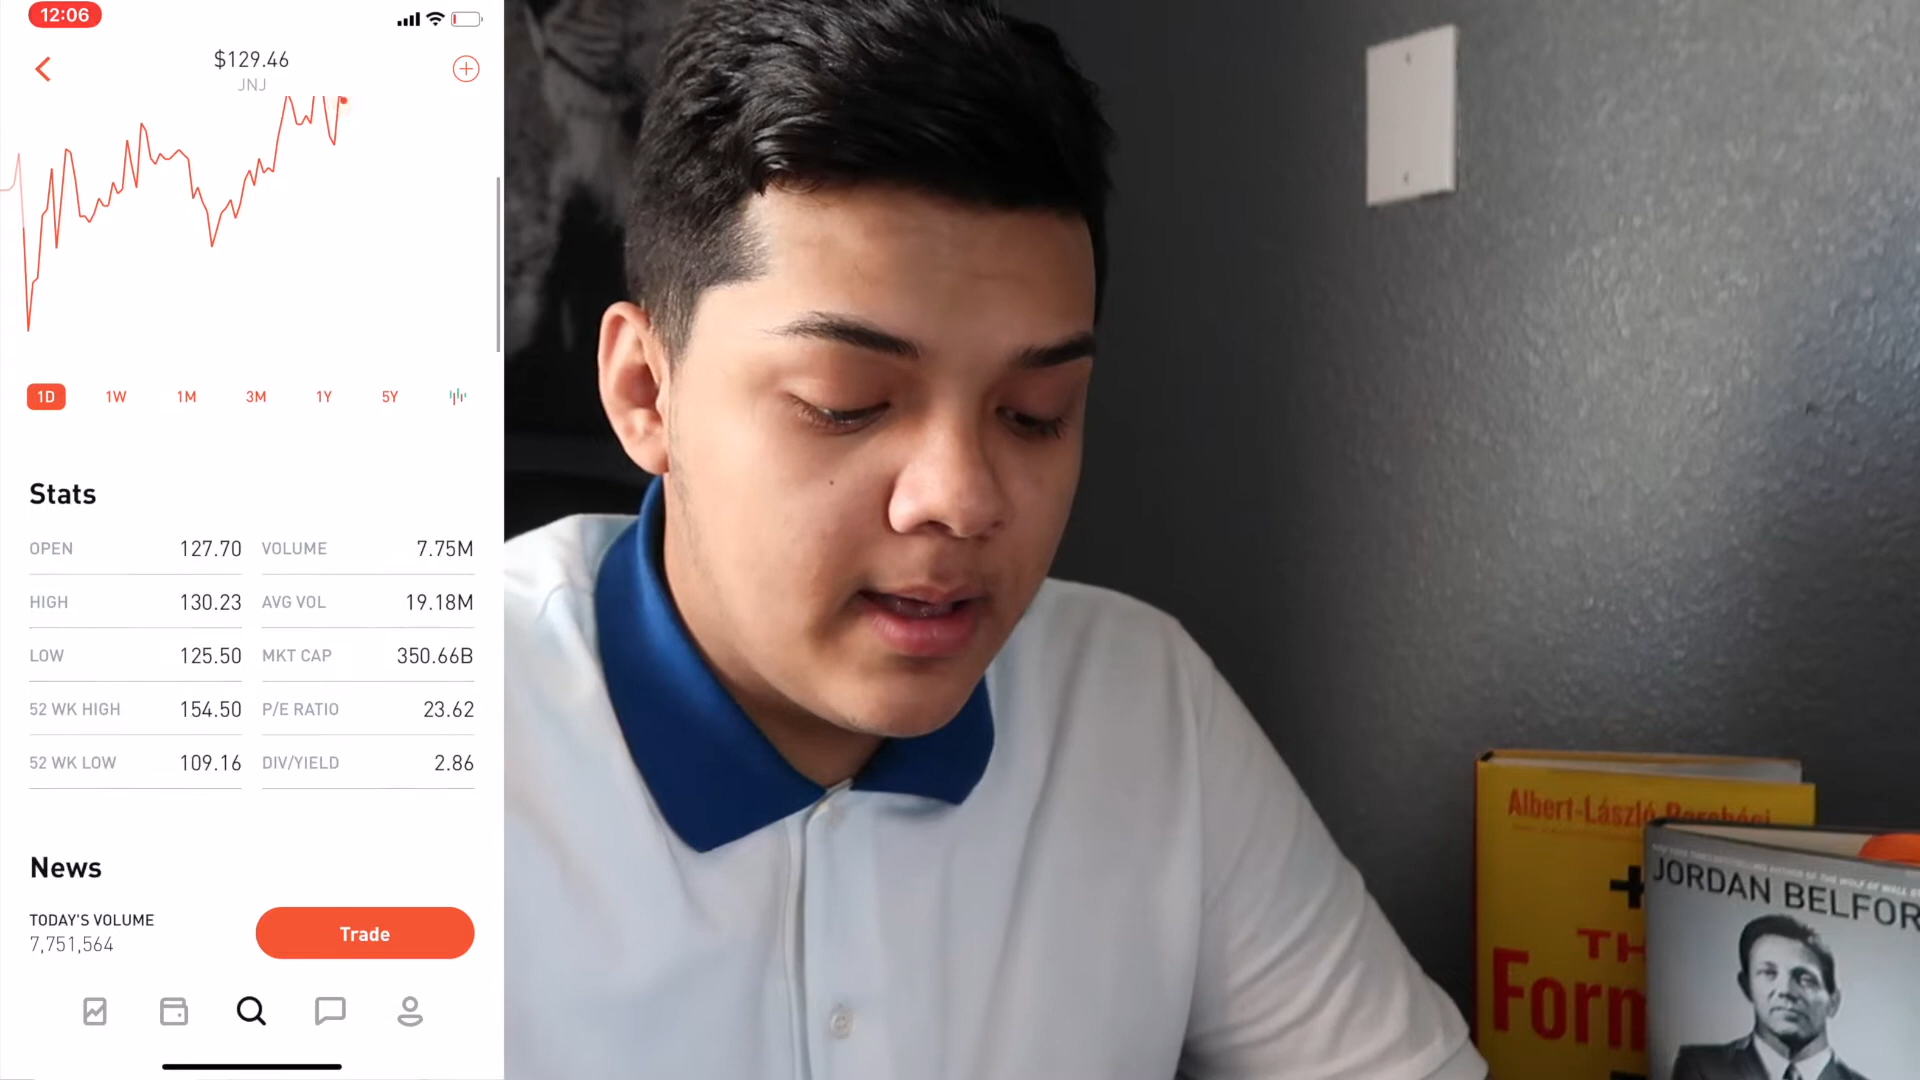 12:06
$129.46
JNJ
1D 1W 1M 3M 1Y 5Y
Stats
OPEN 127.70 VOLUME 7.75M
HIGH 130.23 AVG VOL 19.18M
LOW 125.50 MKT CAP 350.66B
52 WK HIGH 154.50 P/E RATIO 23.62
52 WK LOW 109.16 DIV/YIELD 2.86
News
TODAY'S VOLUME
7,751,564
Trade
Albert-László
TH
Form
JORDAN BELFOR